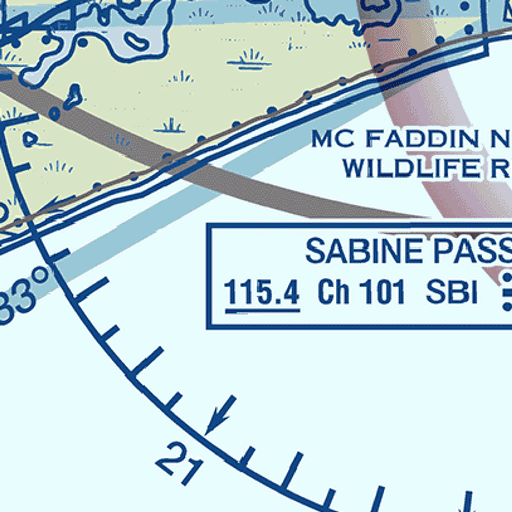 MC FADDIN N
WILDLIFE R
SABINE PASS
115.4 Ch 101 SBI
33°
21